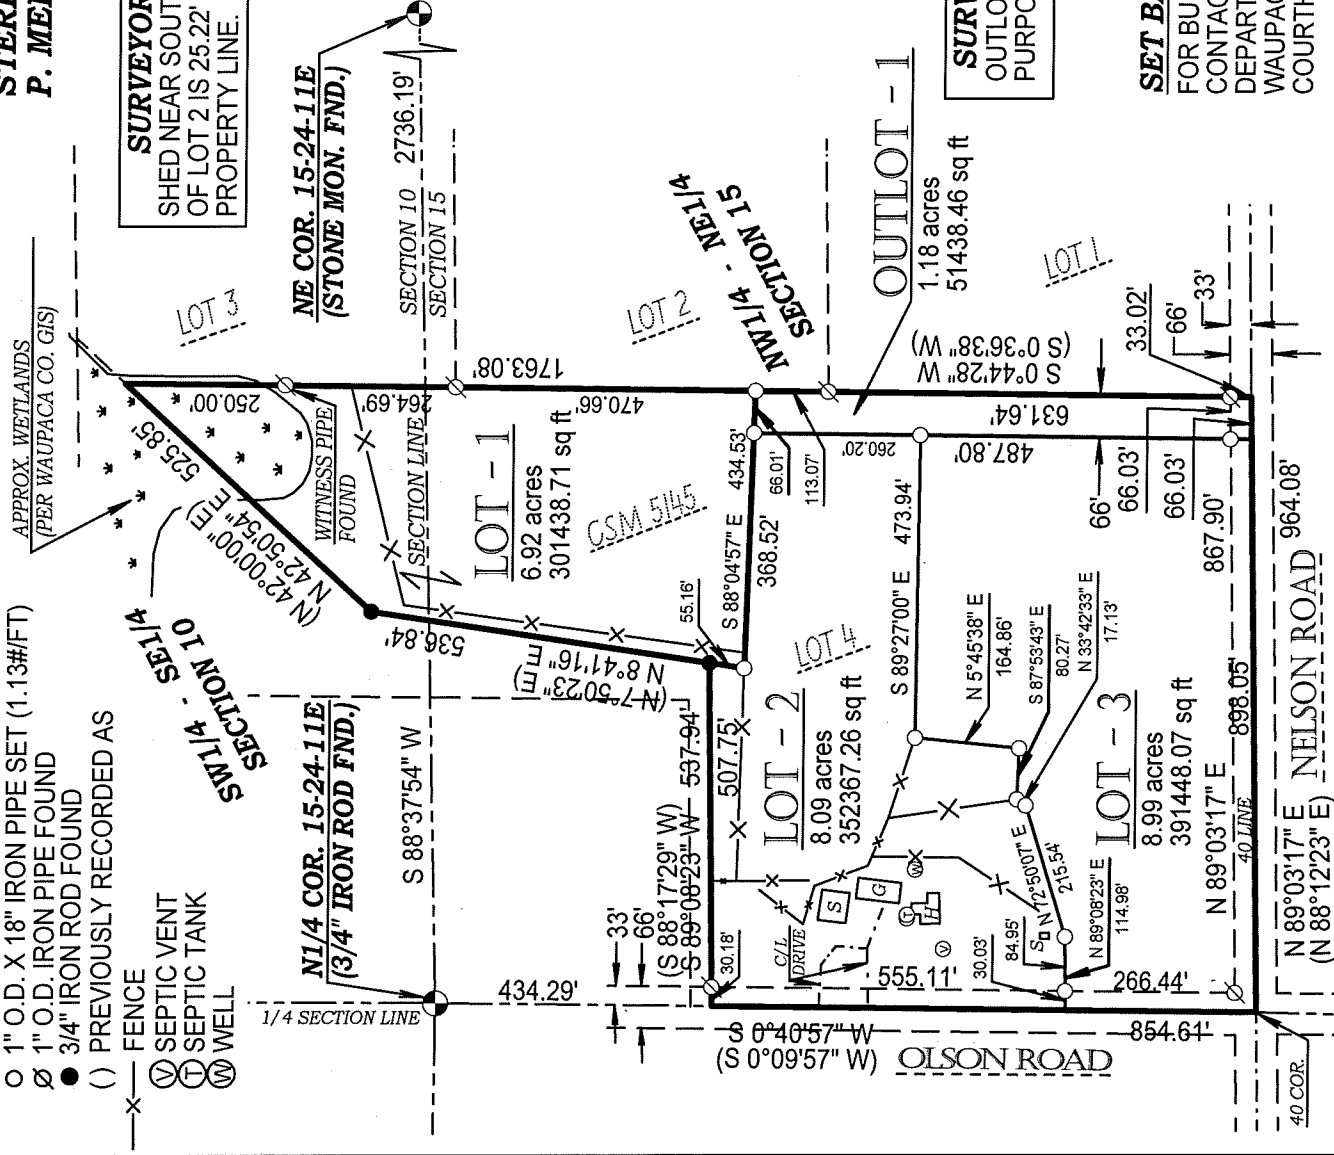 O 1" O.D. X 18" IRON PIPE SET (1.13#/FT)
Ø 1" O.D. IRON PIPE FOUND
● 3/4" IRON ROD FOUND
( ) PREVIOUSLY RECORDED AS
—X— FENCE
Ⓥ SEPTIC VENT
Ⓣ SEPTIC TANK
Ⓦ WELL
P. ME
SURVEYOR
SHED NEAR SOUT
OF LOT 2 IS 25.22'
PROPERTY LINE.
SURV
OUTLO
PURPO
SET BA
FOR BU
CONTAC
DEPART
WAUPAC
COURTH
APPROX. WETLANDS
(PER WAUPACA CO. GIS)
NE COR. 15-24-11E
(STONE MON. FND.)
2736.19'
SECTION 10
SECTION 15
LOT 3
LOT 2
LOT 1
NW1/4 - NE1/4
SECTION 15
OUTLOT - 1
1.18 acres
51438.46 sq ft
SW1/4 - SE1/4
SECTION 10
525.85'
(N 42°00'00" E)
N 42°50'54" E
250.00'
WITNESS PIPE
FOUND
264.69'
SECTION LINE
1763.08'
470.66'
LOT - 1
6.92 acres
301438.71 sq ft
CSM 5145
536.84'
N 8°41'16" E
(N 7°50'23" E)
N1/4 COR. 15-24-11E
(3/4" IRON ROD FND.)
S 88°37'54" W
434.29'
1/4 SECTION LINE
33'
66'
(S 88°17'29" W)
S 89°08'23" W
537.94'
507.75'
30.18'
55.16'
S 88°04'57" E
434.53'
368.52'
66.01'
113.07'
S 0°44'28" W
(S 0°36'38" W)
631.64'
260.20'
487.80'
LOT 4
LOT - 2
8.09 acres
352367.26 sq ft
S 89°27'00" E
473.94'
N 5°45'38" E
164.86'
S 87°53'43" E
80.27'
N 33°42'33" E
17.13'
N 72°50'07" E
215.54'
N 89°08'23" E
114.98'
84.95'
30.03'
S
G
S
H
T
W
V
C/L
DRIVE
555.11'
266.44'
S 0°40'57" W
(S 0°09'57" W)
854.61'
OLSON ROAD
LOT - 3
8.99 acres
391448.07 sq ft
N 89°03'17" E
898.05'
867.90'
40 LINE
66'
66.03'
66.03'
33.02'
66'
33'
N 89°03'17" E
964.08'
(N 88°12'23" E)
NELSON ROAD
40 COR.